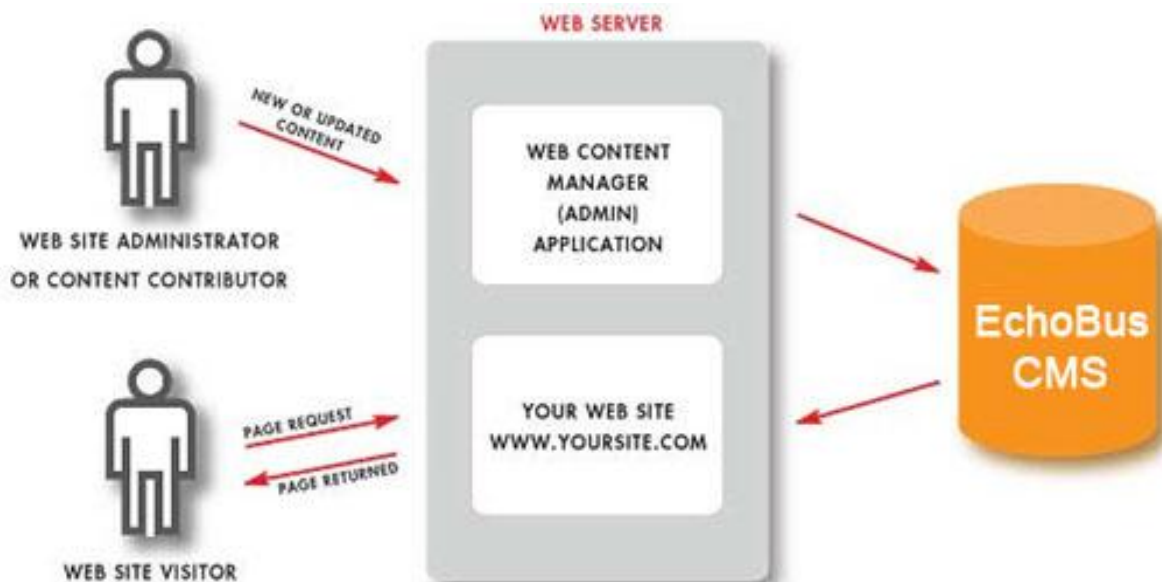 WEB SERVER
NEW OR UPDATED
CONTENT
WEB CONTENT
MANAGER
(ADMIN)
APPLICATION
WEB SITE ADMINISTRATOR
OR CONTENT CONTRIBUTOR
EchoBus
CMS
PAGE REQUEST
PAGE RETURNED
YOUR WEB SITE
WWW.YOURSITE.COM
WEB SITE VISITOR